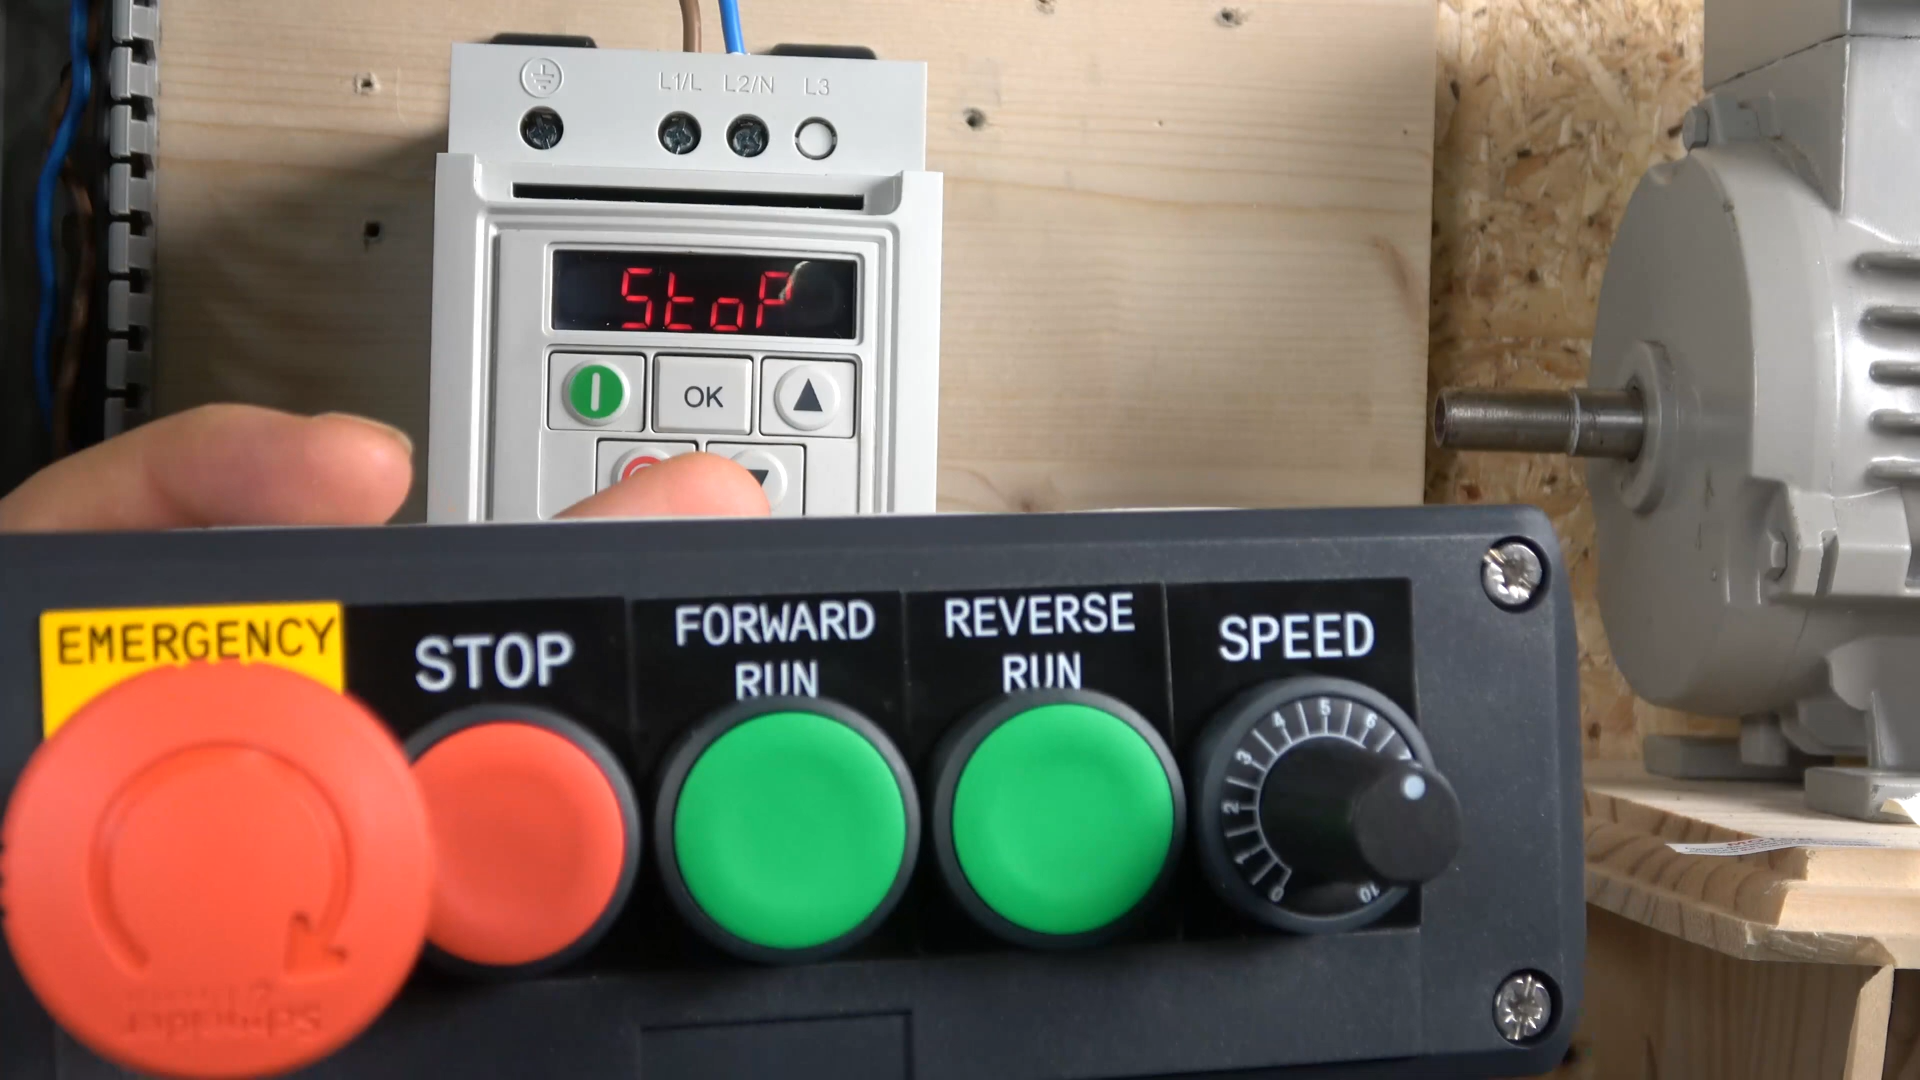 L1/L L2/N L3
StoP
OK
EMERGENCY
STOP
FORWARD
RUN
REVERSE
RUN
SPEED
0 1 2 3 4 5 6 10
Schneider